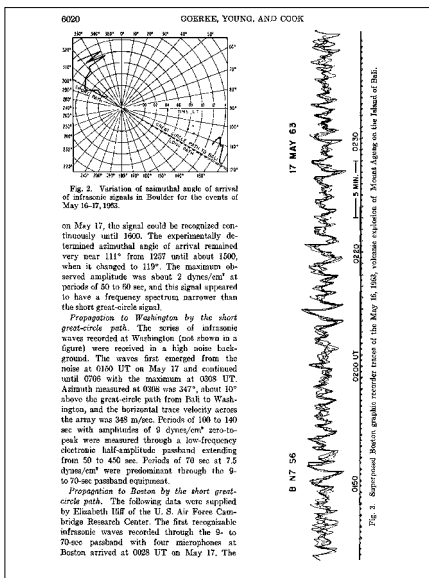 6020
GOERKE, YOUNG, AND COOK
Fig. 2. Variation of azimuthal angle of arrival
of infrasonic signals in Boulder for the events of
May 16–17, 1963.
on May 17, the signal could be recognized con-
tinuously until 1600. The experimentally de-
termined azimuthal angle of arrival remained
very near 111° from 1257 until about 1500,
when it changed to 119°. The maximum ob-
served amplitude was about 2 dynes/cm² at
periods of 50 to 60 sec, and this signal appeared
to have a frequency spectrum narrower than
the short great-circle signal.
Propagation to Washington by the short
great-circle path. The series of infrasonic
waves recorded at Washington (not shown in a
figure) were received in a high noise back-
ground. The waves first emerged from the
noise at 0150 UT on May 17 and continued
until 0706 with the maximum at 0308 UT.
Azimuth measured at 0308 was 347°, about 10°
above the great-circle path from Bali to Wash-
ington, and the horizontal trace velocity across
the array was 348 m/sec. Periods of 100 to 140
sec with amplitudes of 9 dynes/cm² zero-to-
peak were measured through a low-frequency
electronic half-amplitude passband extending
from 50 to 450 sec. Periods of 70 sec at 7.5
dynes/cm² were predominant through the 9-
to 70-sec passband equipment.
Propagation to Boston by the short great-
circle path. The following data were supplied
by Elizabeth Iliff of the U. S. Air Force Cam-
bridge Research Center. The first recognizable
infrasonic waves recorded through the 9- to
70-sec passband with four microphones at
Boston arrived at 0028 UT on May 17. The
17 MAY 63
B N7 S6
0150
0200 UT
0220
5 MIN.
0230
Fig. 3. Superposed Boston graphic recorder traces of the May 16, 1963, volcanic explosion of Mount Agung on the Island of Bali.